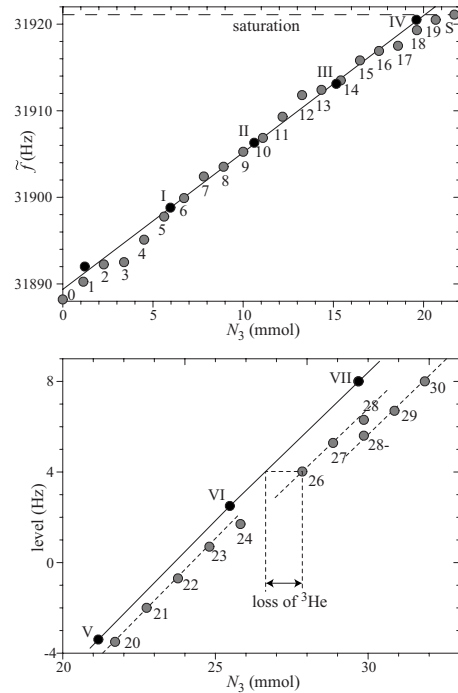 31920
31910
31900
31890
f̃ (Hz)
saturation
0
1
2
3
4
5
6
7
8
9
10
11
12
13
14
15
16
17
18
19
S
I
II
III
IV
0 5 10 15 20
N₃ (mmol)
8
4
0
-4
level (Hz)
V
VI
VII
20
21
22
23
24
26
27
28
28-
29
30
loss of ³He
20 25 30
N₃ (mmol)